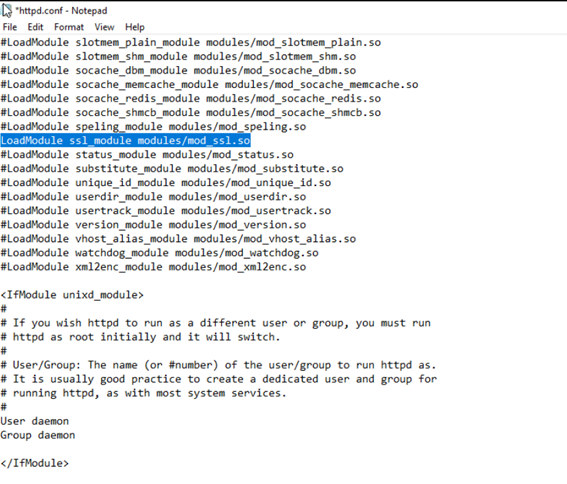 *httpd.conf - Notepad
File Edit Format View Help
#LoadModule slotmem_plain_module modules/mod_slotmem_plain.so
#LoadModule slotmem_shm_module modules/mod_slotmem_shm.so
#LoadModule socache_dbm_module modules/mod_socache_dbm.so
#LoadModule socache_memcache_module modules/mod_socache_memcache.so
#LoadModule socache_redis_module modules/mod_socache_redis.so
#LoadModule socache_shmcb_module modules/mod_socache_shmcb.so
#LoadModule speling_module modules/mod_speling.so
LoadModule ssl_module modules/mod_ssl.so
#LoadModule status_module modules/mod_status.so
#LoadModule substitute_module modules/mod_substitute.so
#LoadModule unique_id_module modules/mod_unique_id.so
#LoadModule userdir_module modules/mod_userdir.so
#LoadModule usertrack_module modules/mod_usertrack.so
#LoadModule version_module modules/mod_version.so
#LoadModule vhost_alias_module modules/mod_vhost_alias.so
#LoadModule watchdog_module modules/mod_watchdog.so
#LoadModule xml2enc_module modules/mod_xml2enc.so
<IfModule unixd_module>
#
# If you wish httpd to run as a different user or group, you must run
# httpd as root initially and it will switch.
#
# User/Group: The name (or #number) of the user/group to run httpd as.
# It is usually good practice to create a dedicated user and group for
# running httpd, as with most system services.
#
User daemon
Group daemon
</IfModule>